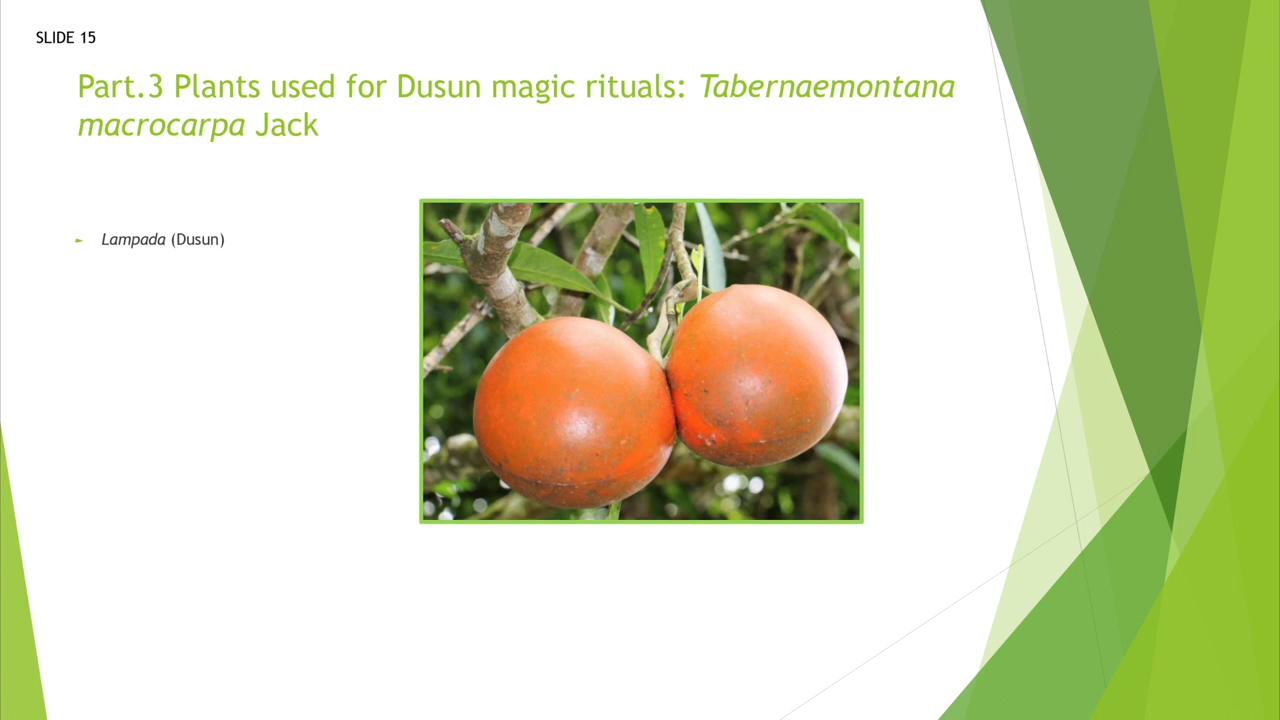 SLIDE 15
Part.3 Plants used for Dusun magic rituals: Tabernaemontana
macrocarpa Jack
Lampada (Dusun)